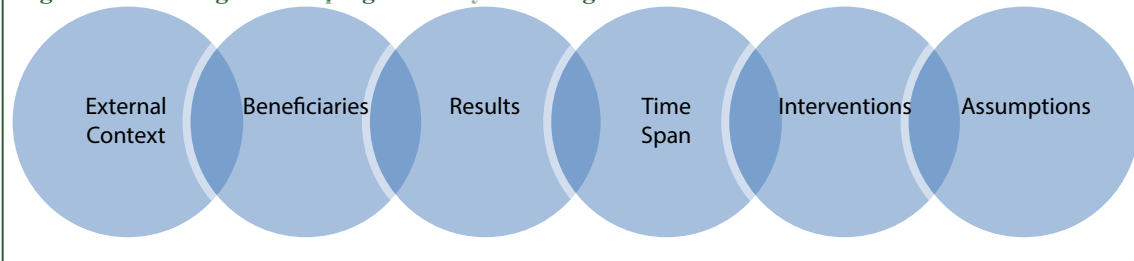 External
Context
Beneficiaries
Results
Time
Span
Interventions
Assumptions